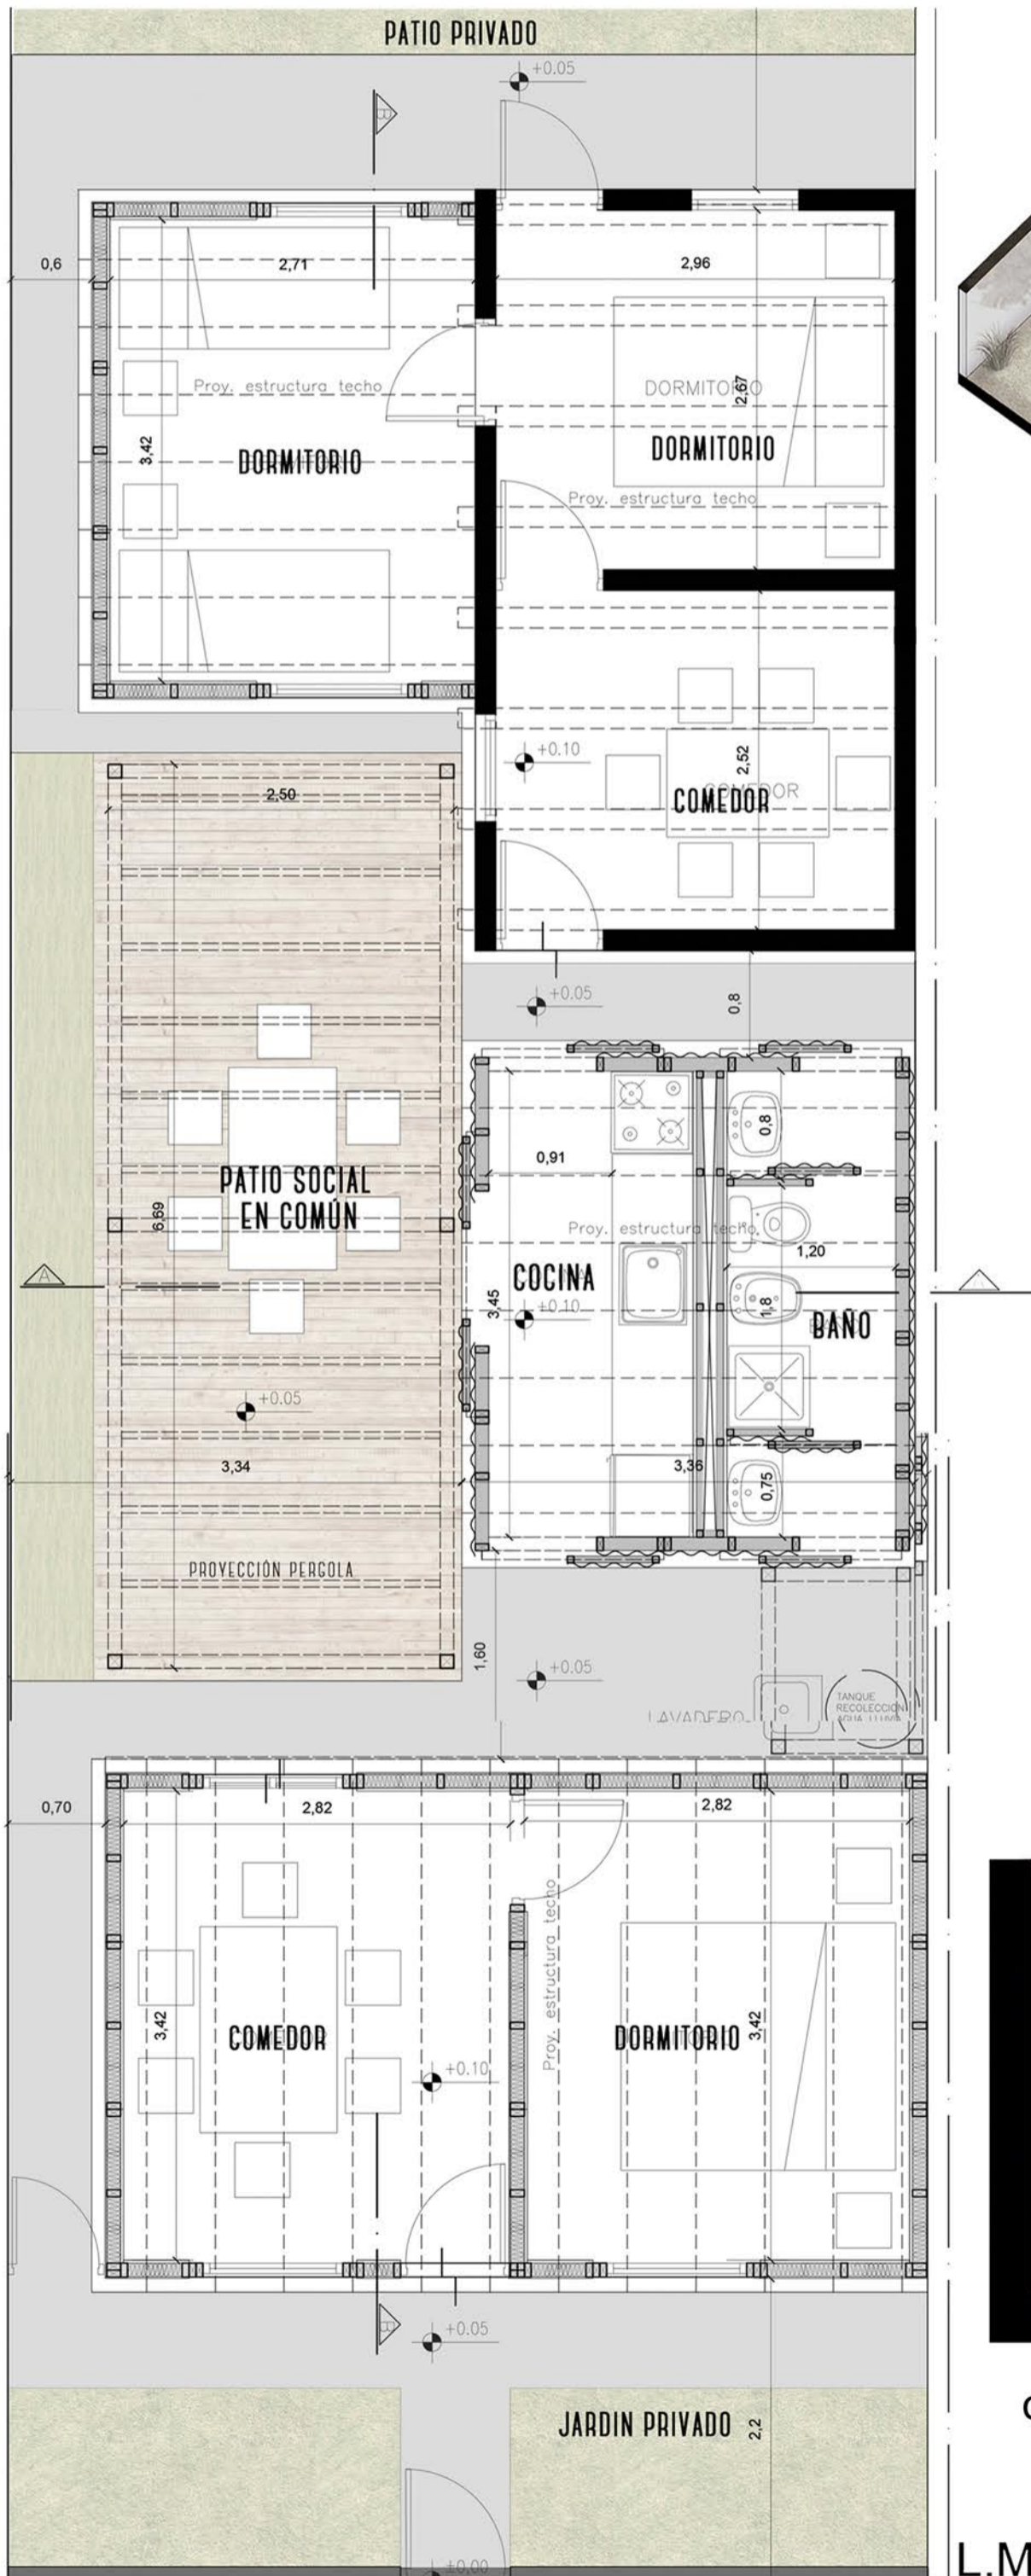 PATIO PRIVADO
+0.05
B
0,6
2,71
2,96
Proy. estructura techo
DORMITORIO
2,67
3,42
DORMITORIO
DORMITORIO
Proy. estructura techo
+0.10
2,52
COMEDOR
COMEDOR
2,50
+0.05
0,8
0,91
0,8
PATIO SOCIAL
EN COMÚN
6,69
Proy. estructura techo
1,20
COCINA
3,45
+0.10
1,8
BAÑO
A
A
+0.05
3,34
3,36
0,75
PROYECCIÓN PERGOLA
1,60
+0.05
LAVADERO
TANQUE
RECOLECCIÓN
AGUA LLUVIA
0,70
2,82
2,82
Proy. estructura techo
3,42
COMEDOR
DORMITORIO
3,42
+0.10
B
+0.05
JARDIN PRIVADO
2,2
±0,00
L.M